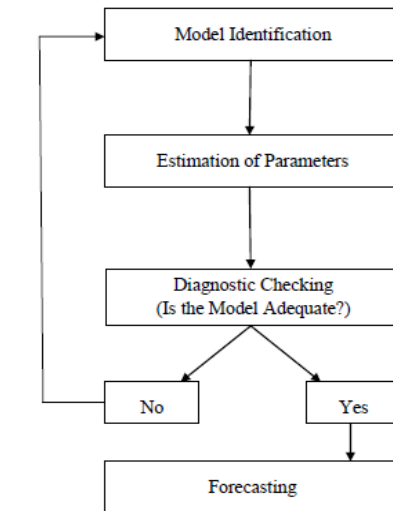 Model Identification
Estimation of Parameters
Diagnostic Checking
(Is the Model Adequate?)
No
Yes
Forecasting